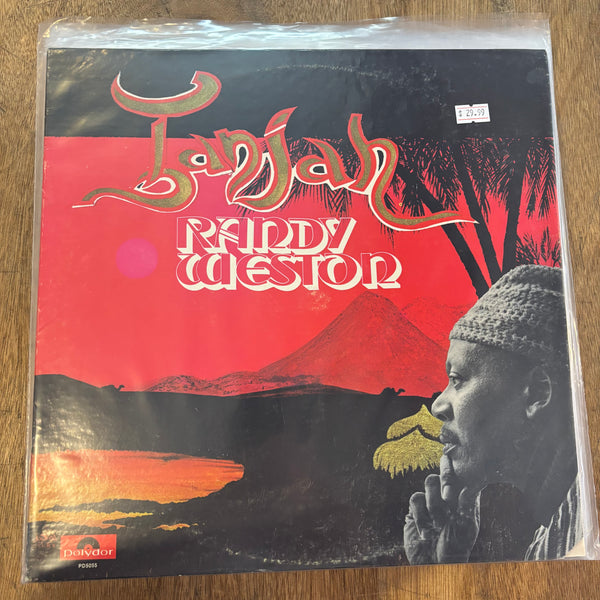 Tanjah
$ 29.99
RANDY
WESTON
polydor
PD5055